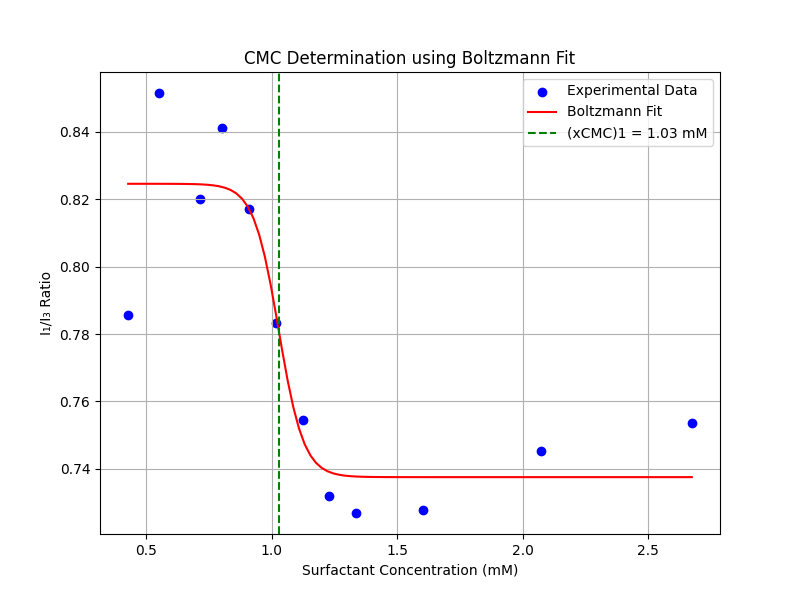 CMC Determination using Boltzmann Fit
Experimental Data
Boltzmann Fit
(xCMC)1 = 1.03 mM
I₁/I₃ Ratio
0.84
0.82
0.80
0.78
0.76
0.74
0.5
1.0
1.5
2.0
2.5
Surfactant Concentration (mM)